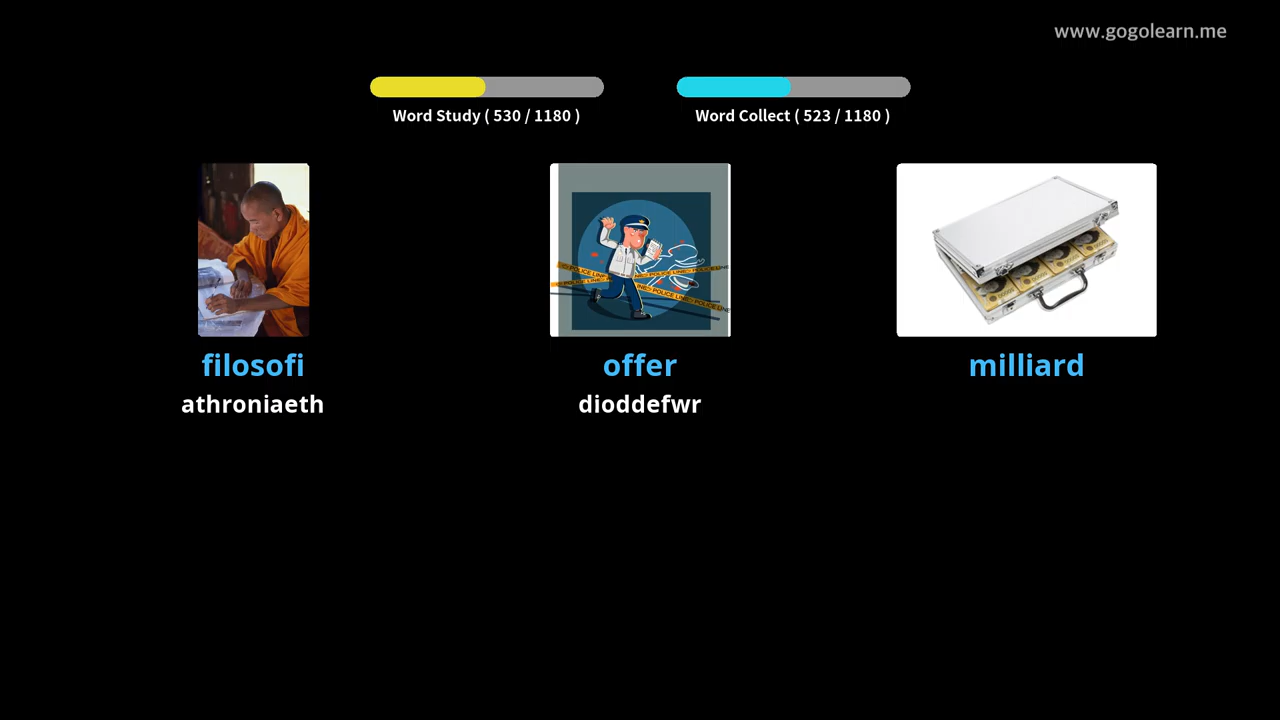 www.gogolearn.me
Word Study ( 530 / 1180 )
Word Collect ( 523 / 1180 )
filosofi
offer
milliard
athroniaeth
dioddefwr